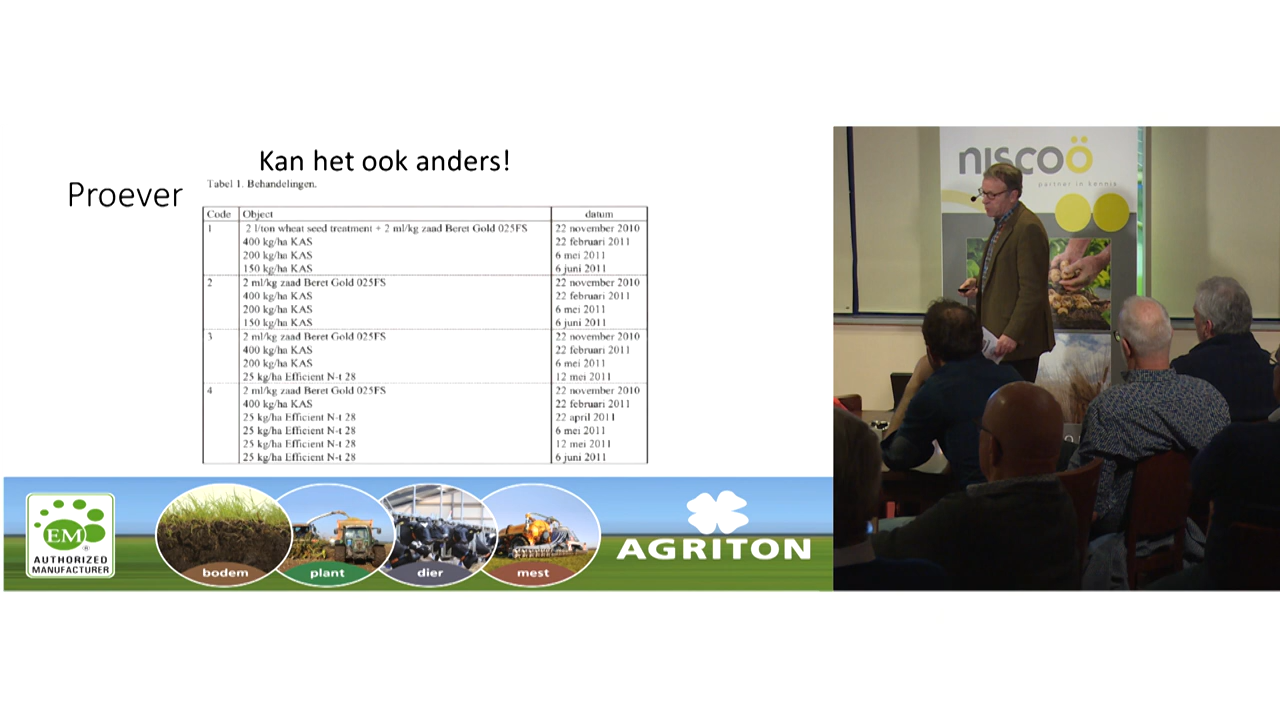 Kan het ook anders!
Proever
Tabel 1. Behandelingen.
Code Object datum
1 2 l/ton wheat seed treatment + 2 ml/kg zaad Beret Gold 025FS 22 november 2010
400 kg/ha KAS 22 februari 2011
200 kg/ha KAS 6 mei 2011
150 kg/ha KAS 6 juni 2011
2 2 ml/kg zaad Beret Gold 025FS 22 november 2010
400 kg/ha KAS 22 februari 2011
200 kg/ha KAS 6 mei 2011
150 kg/ha KAS 6 juni 2011
3 2 ml/kg zaad Beret Gold 025FS 22 november 2010
400 kg/ha KAS 22 februari 2011
200 kg/ha KAS 6 mei 2011
25 kg/ha Efficient N-t 28 12 mei 2011
4 2 ml/kg zaad Beret Gold 025FS 22 november 2010
400 kg/ha KAS 22 februari 2011
25 kg/ha Efficient N-t 28 22 april 2011
25 kg/ha Efficient N-t 28 6 mei 2011
25 kg/ha Efficient N-t 28 12 mei 2011
25 kg/ha Efficient N-t 28 6 juni 2011
EM®
AUTHORIZED
MANUFACTURER
bodem plant dier mest
AGRITON
niscoö
partner in kennis